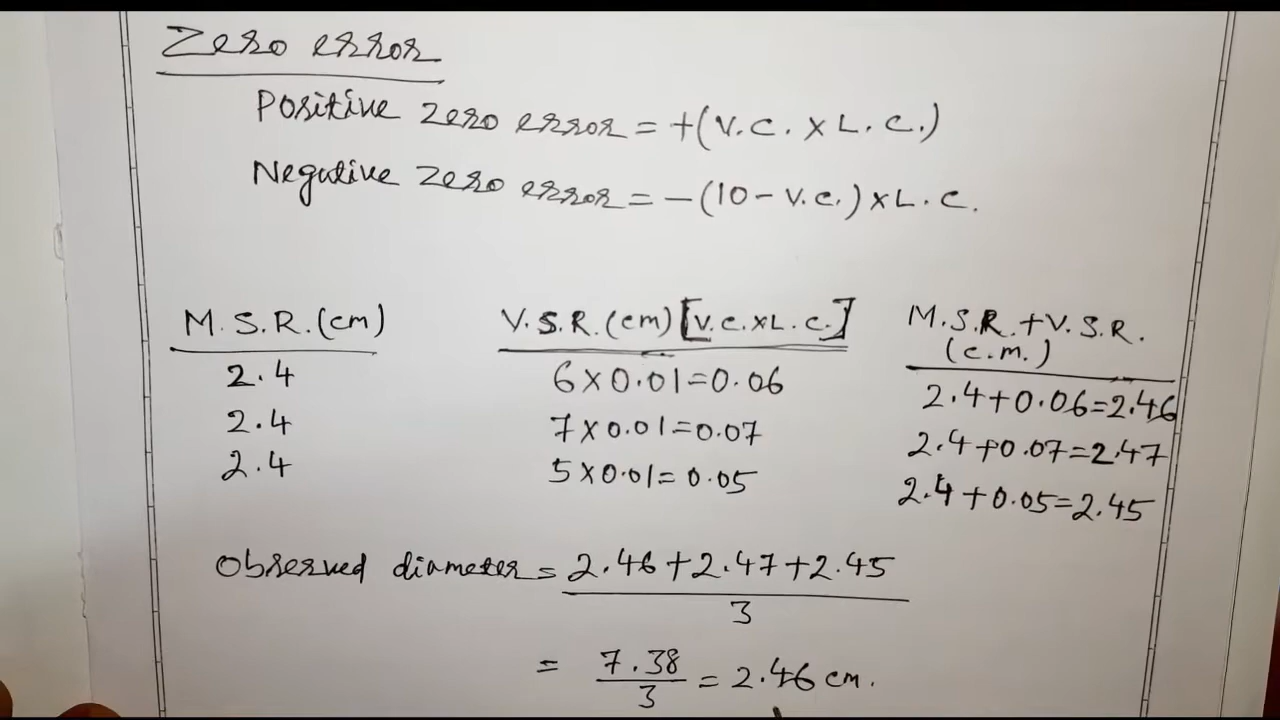 Zero error
Positive zero error = +(V.C. x L.C.)
Negative zero error = -(10 - V.C.) x L.C.
M.S.R. (cm)
2.4
2.4
2.4
V.S.R. (cm) [V.C. x L.C.]
6 x 0.01 = 0.06
7 x 0.01 = 0.07
5 x 0.01 = 0.05
M.S.R. + V.S.R.
(c.m.)
2.4 + 0.06 = 2.46
2.4 + 0.07 = 2.47
2.4 + 0.05 = 2.45
Observed diameter = 2.46 + 2.47 + 2.45
3
= 7.38/3 = 2.46 cm.